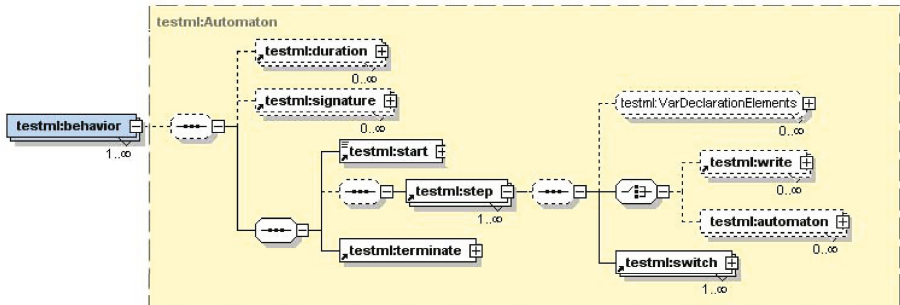 testml:Automaton
testml:duration
0..∞
testml:signature
0..∞
testml:behavior
1..∞
testml:VarDeclarationElements
0..∞
testml:start
testml:write
0..∞
testml:step
1..∞
testml:automaton
0..∞
testml:terminate
testml:switch
1..∞